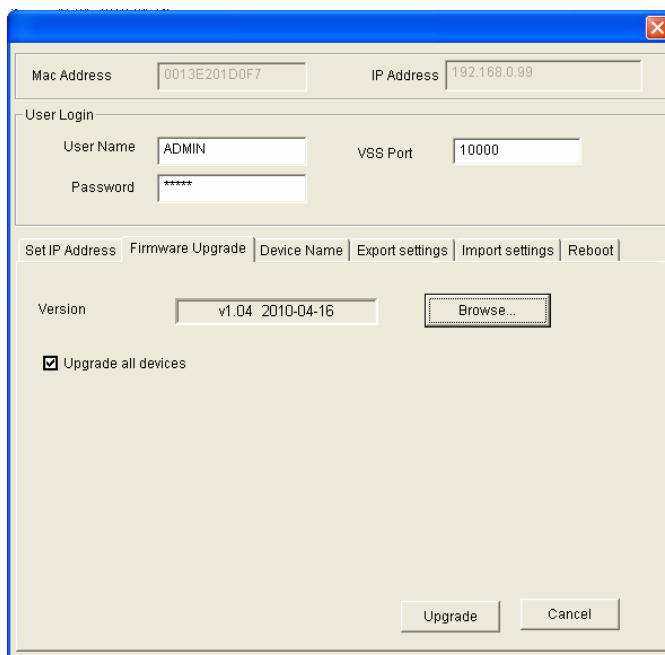 Mac Address 0013E201D0F7 IP Address 192.168.0.99
User Login
User Name ADMIN VSS Port 10000
Password *****
Set IP Address Firmware Upgrade Device Name Export settings Import settings Reboot
Version v1.04 2010-04-16 Browse...
Upgrade all devices
Upgrade Cancel